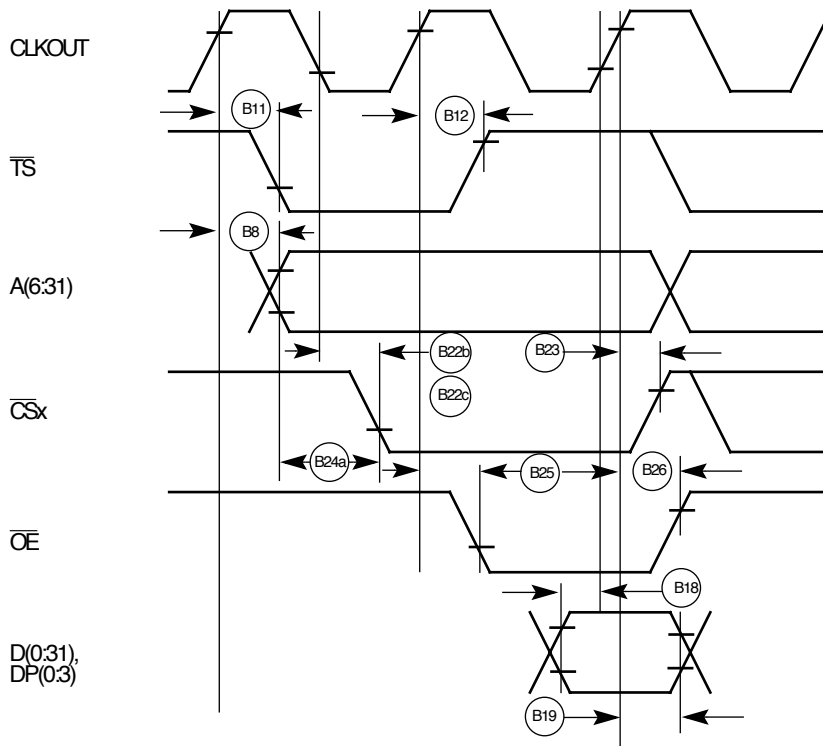 CLKOUT
B11
B12
TS
B8
A(6:31)
B22b
B23
B22c
CSx
B24a
B25
B26
OE
B18
D(0:31),
DP(0:3)
B19